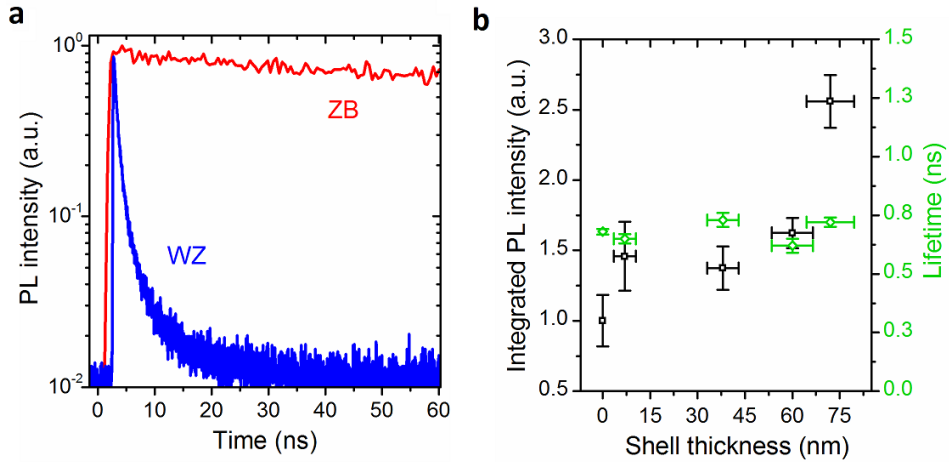 a
PL intensity (a.u.)
10⁰
10⁻¹
10⁻²
ZB
WZ
0 10 20 30 40 50 60
Time (ns)
b
Integrated PL intensity (a.u.)
3.0
2.5
2.0
1.5
1.0
0.5
0 15 30 45 60 75
Shell thickness (nm)
1.5
1.3
1.0
0.8
0.5
0.3
0.0
Lifetime (ns)